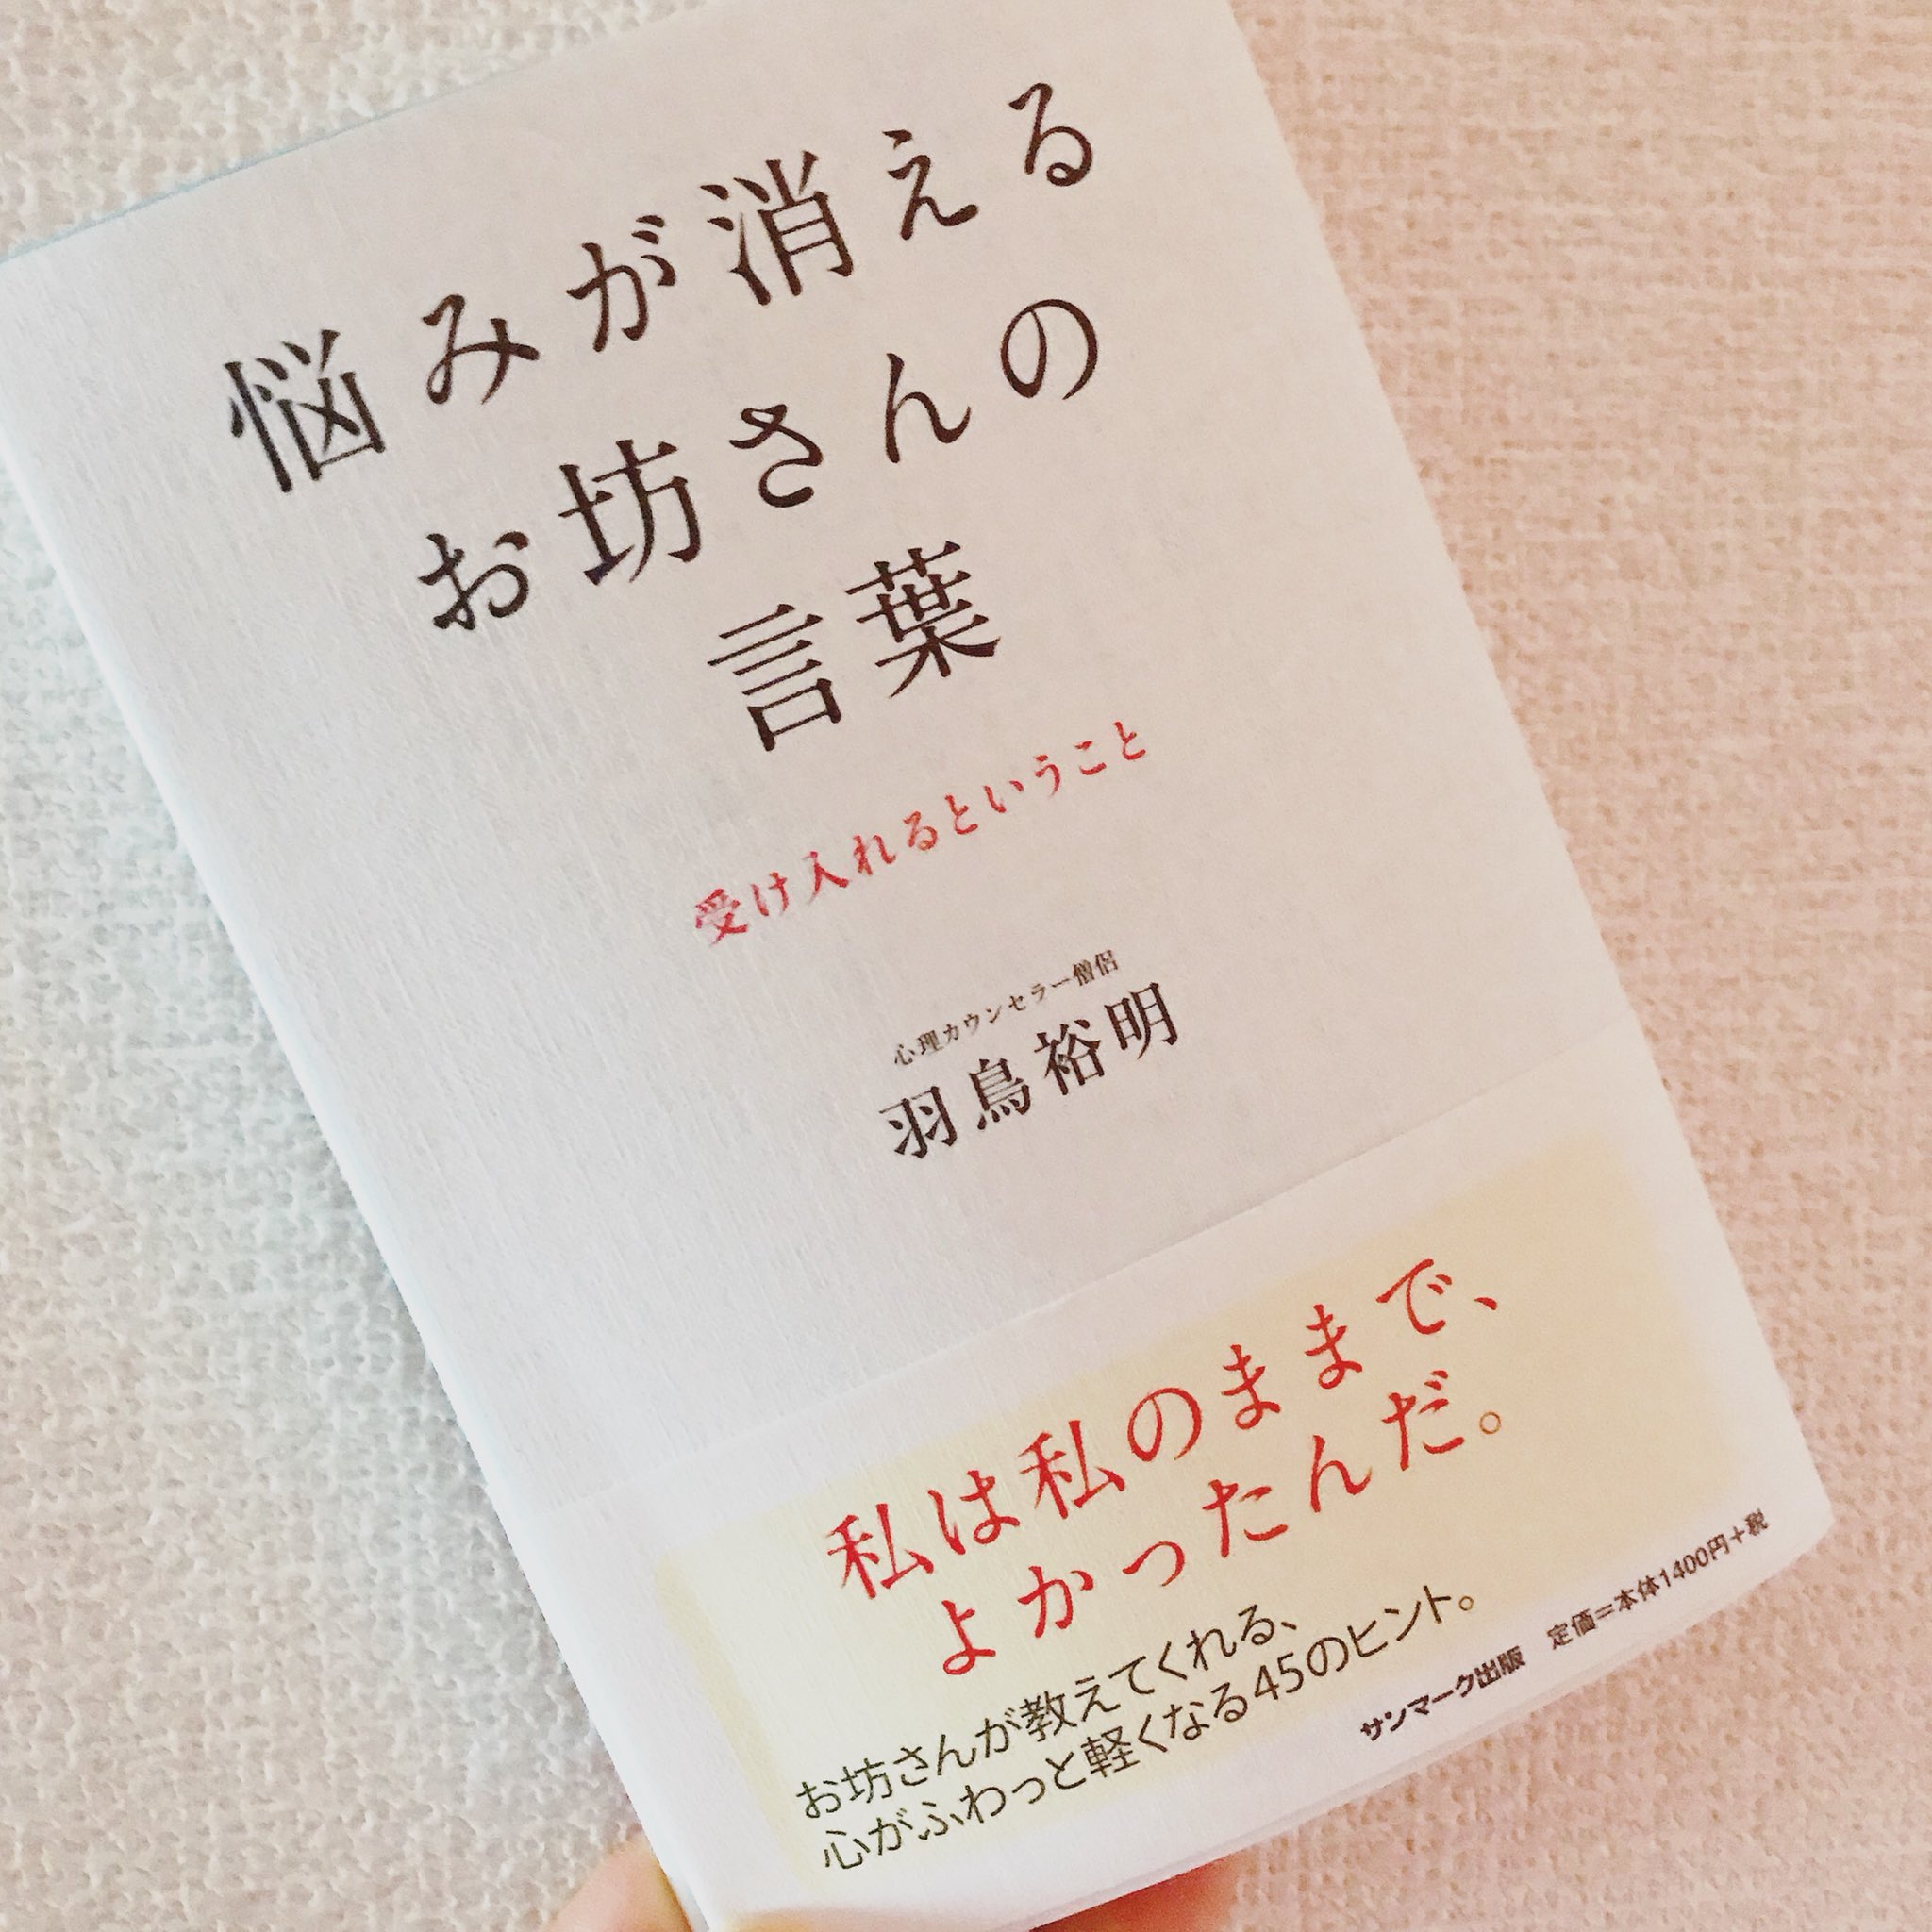 悩みが消える
お坊さんの
言葉
受け入れるということ
心理カウンセラー僧侶
羽鳥裕明
私は私のままで、
よかったんだ。
お坊さんが教えてくれる、
心がふわっと軽くなる45のヒント。
サンマーク出版 定価=本体1400円+税